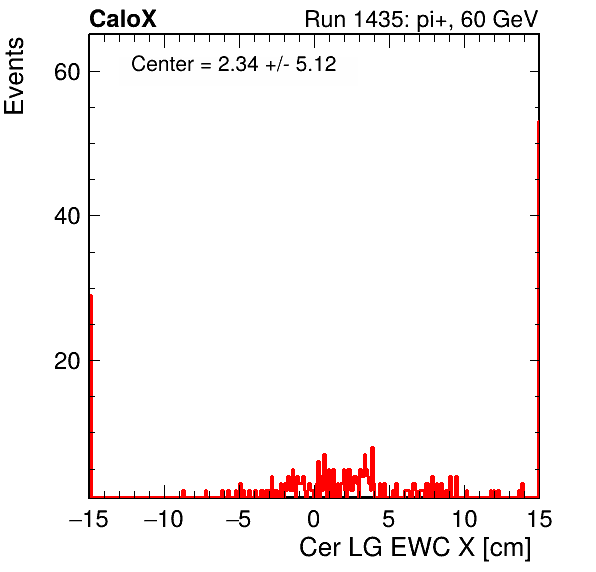 CaloX
Run 1435: pi+, 60 GeV
Events
Center = 2.34 +/- 5.12
60
40
20
−15 −10 −5 0 5 10 15
Cer LG EWC X [cm]